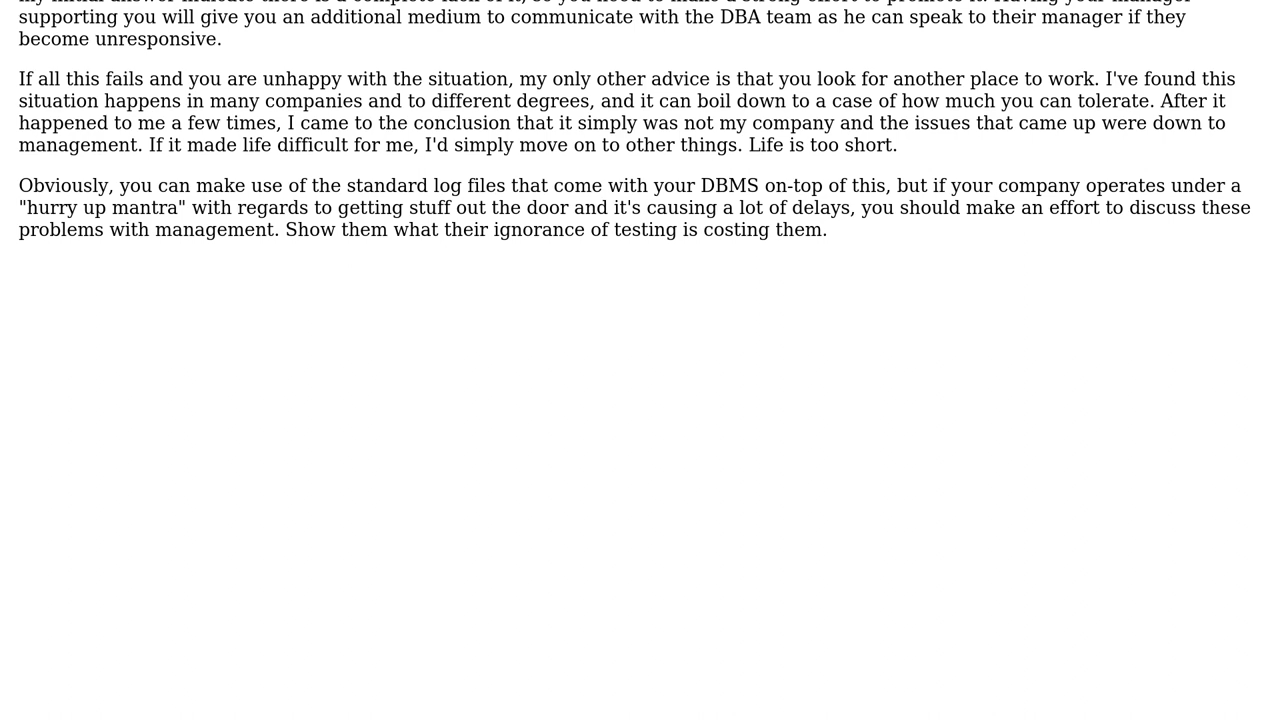 supporting you will give you an additional medium to communicate with the DBA team as he can speak to their manager if they
become unresponsive.
If all this fails and you are unhappy with the situation, my only other advice is that you look for another place to work. I've found this
situation happens in many companies and to different degrees, and it can boil down to a case of how much you can tolerate. After it
happened to me a few times, I came to the conclusion that it simply was not my company and the issues that came up were down to
management. If it made life difficult for me, I'd simply move on to other things. Life is too short.
Obviously, you can make use of the standard log files that come with your DBMS on-top of this, but if your company operates under a
"hurry up mantra" with regards to getting stuff out the door and it's causing a lot of delays, you should make an effort to discuss these
problems with management. Show them what their ignorance of testing is costing them.